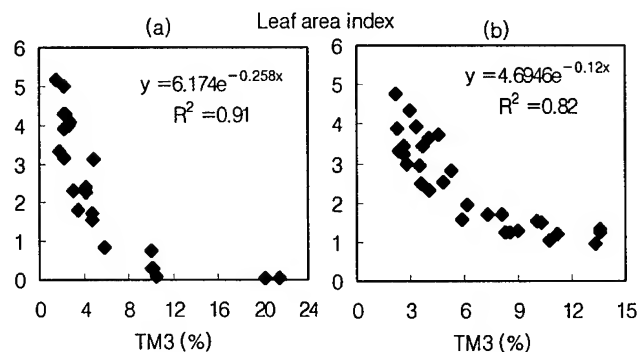 Leaf area index
(a)
y = 6.174e^-0.258x
R^2 = 0.91
6
5
4
3
2
1
0
0 4 8 12 16 20 24
TM3 (%)
(b)
y = 4.6946e^-0.12x
R^2 = 0.82
6
5
4
3
2
1
0
0 3 6 9 12 15
TM3 (%)